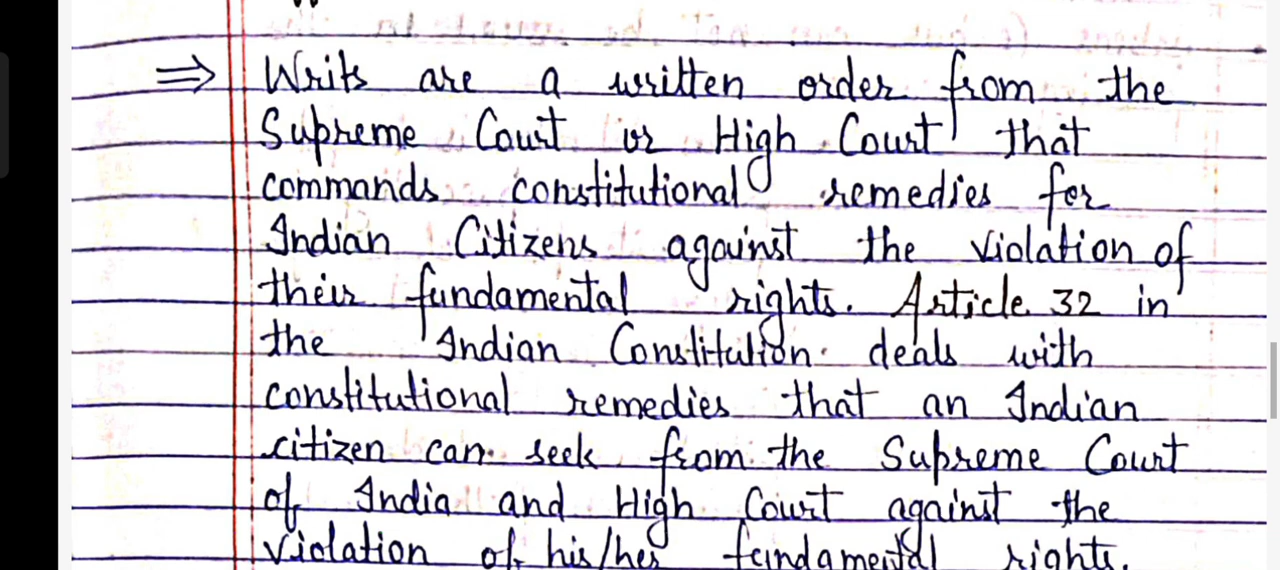 ⇒ Writs are a written order from the
Supreme Court or High Court that
commands constitutional remedies for
Indian Citizens against the violation of
their fundamental rights. Article 32 in
the Indian Constitution deals with
constitutional remedies that an Indian
citizen can seek from the Supreme Court
of India and High Court against the
violation of his/her fundamental rights.